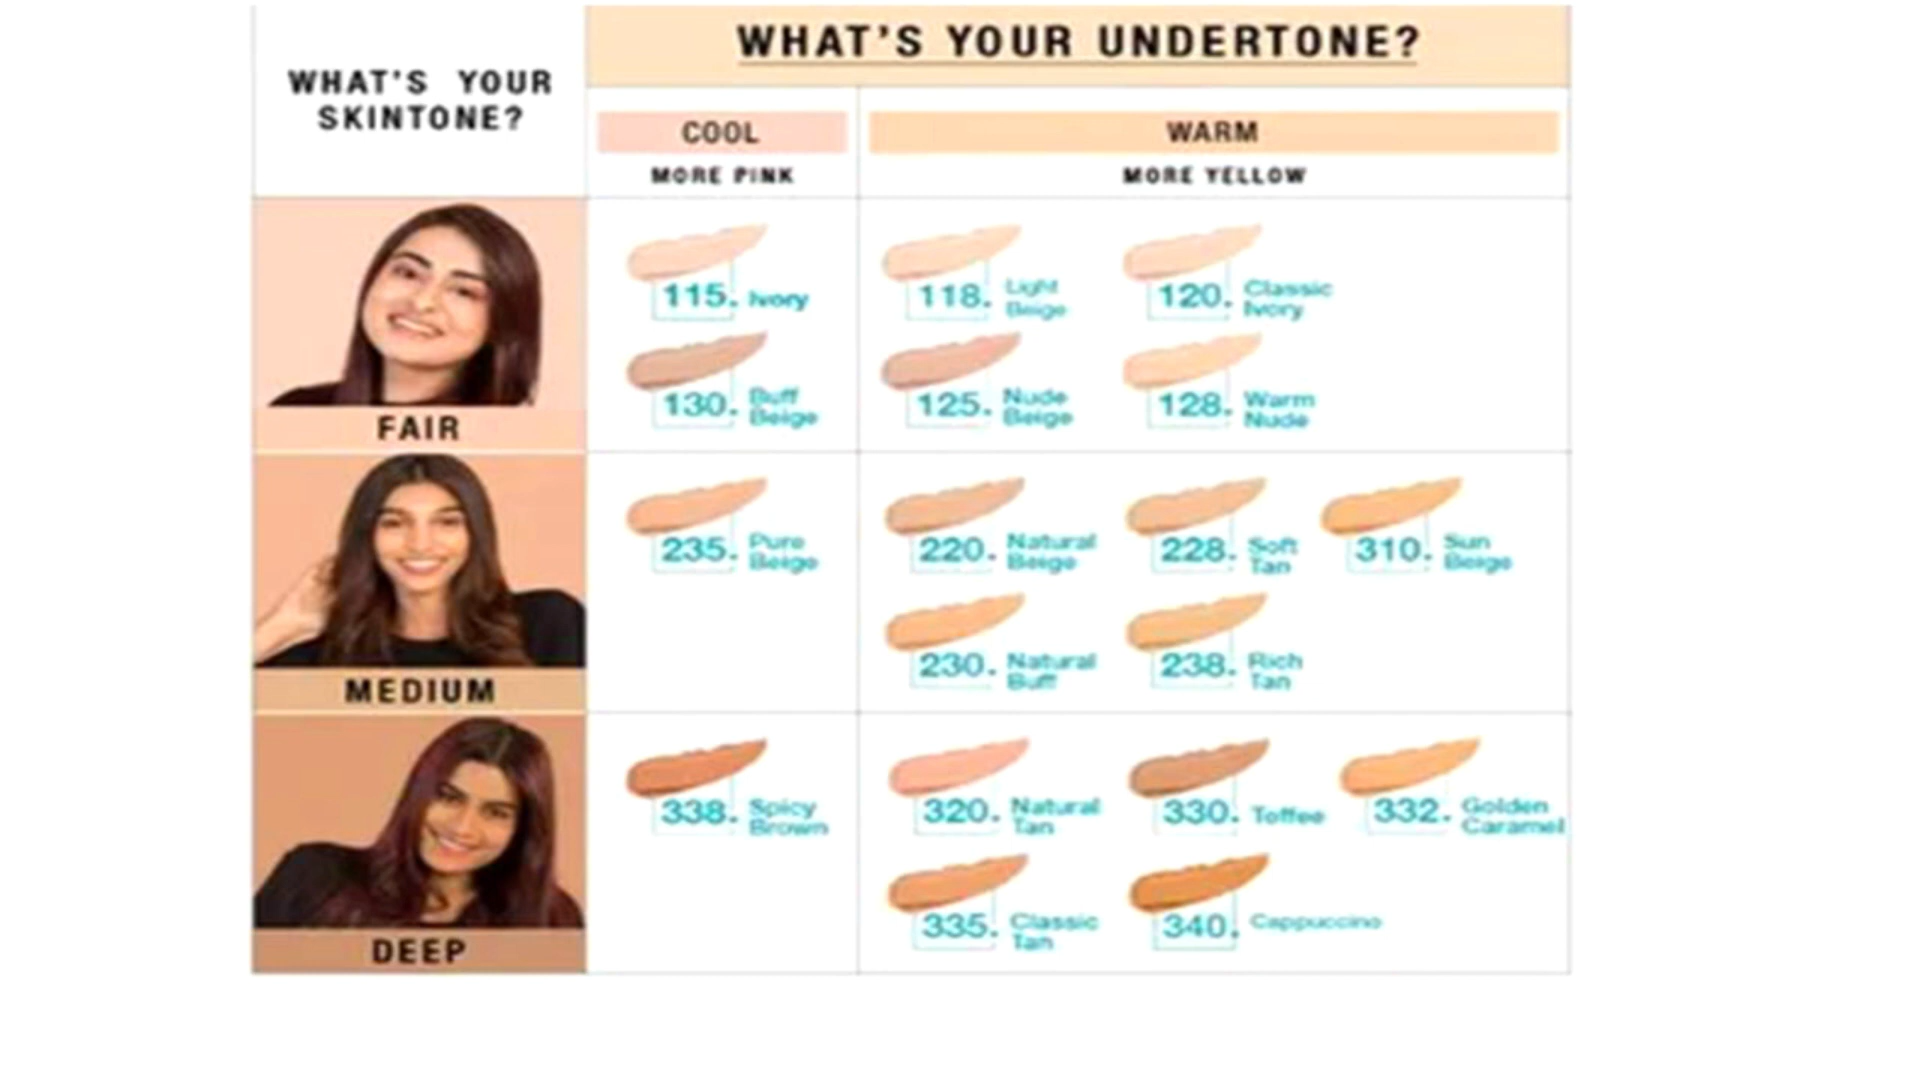 WHAT'S YOUR
SKINTONE?
WHAT'S YOUR UNDERTONE?
COOL
WARM
MORE PINK
MORE YELLOW
FAIR
115. Ivory
130. Buff
Beige
118. Light
Beige
120. Classic
Ivory
125. Nude
Beige
128. Warm
Nude
MEDIUM
235. Pure
Beige
220. Natural
Beige
228. Soft
Tan
310. Sun
Beige
230. Natural
Buff
238. Rich
Tan
DEEP
338. Spicy
Brown
320. Natural
Tan
330. Toffee
332. Golden
Caramel
335. Classic
Tan
340. Cappuccino